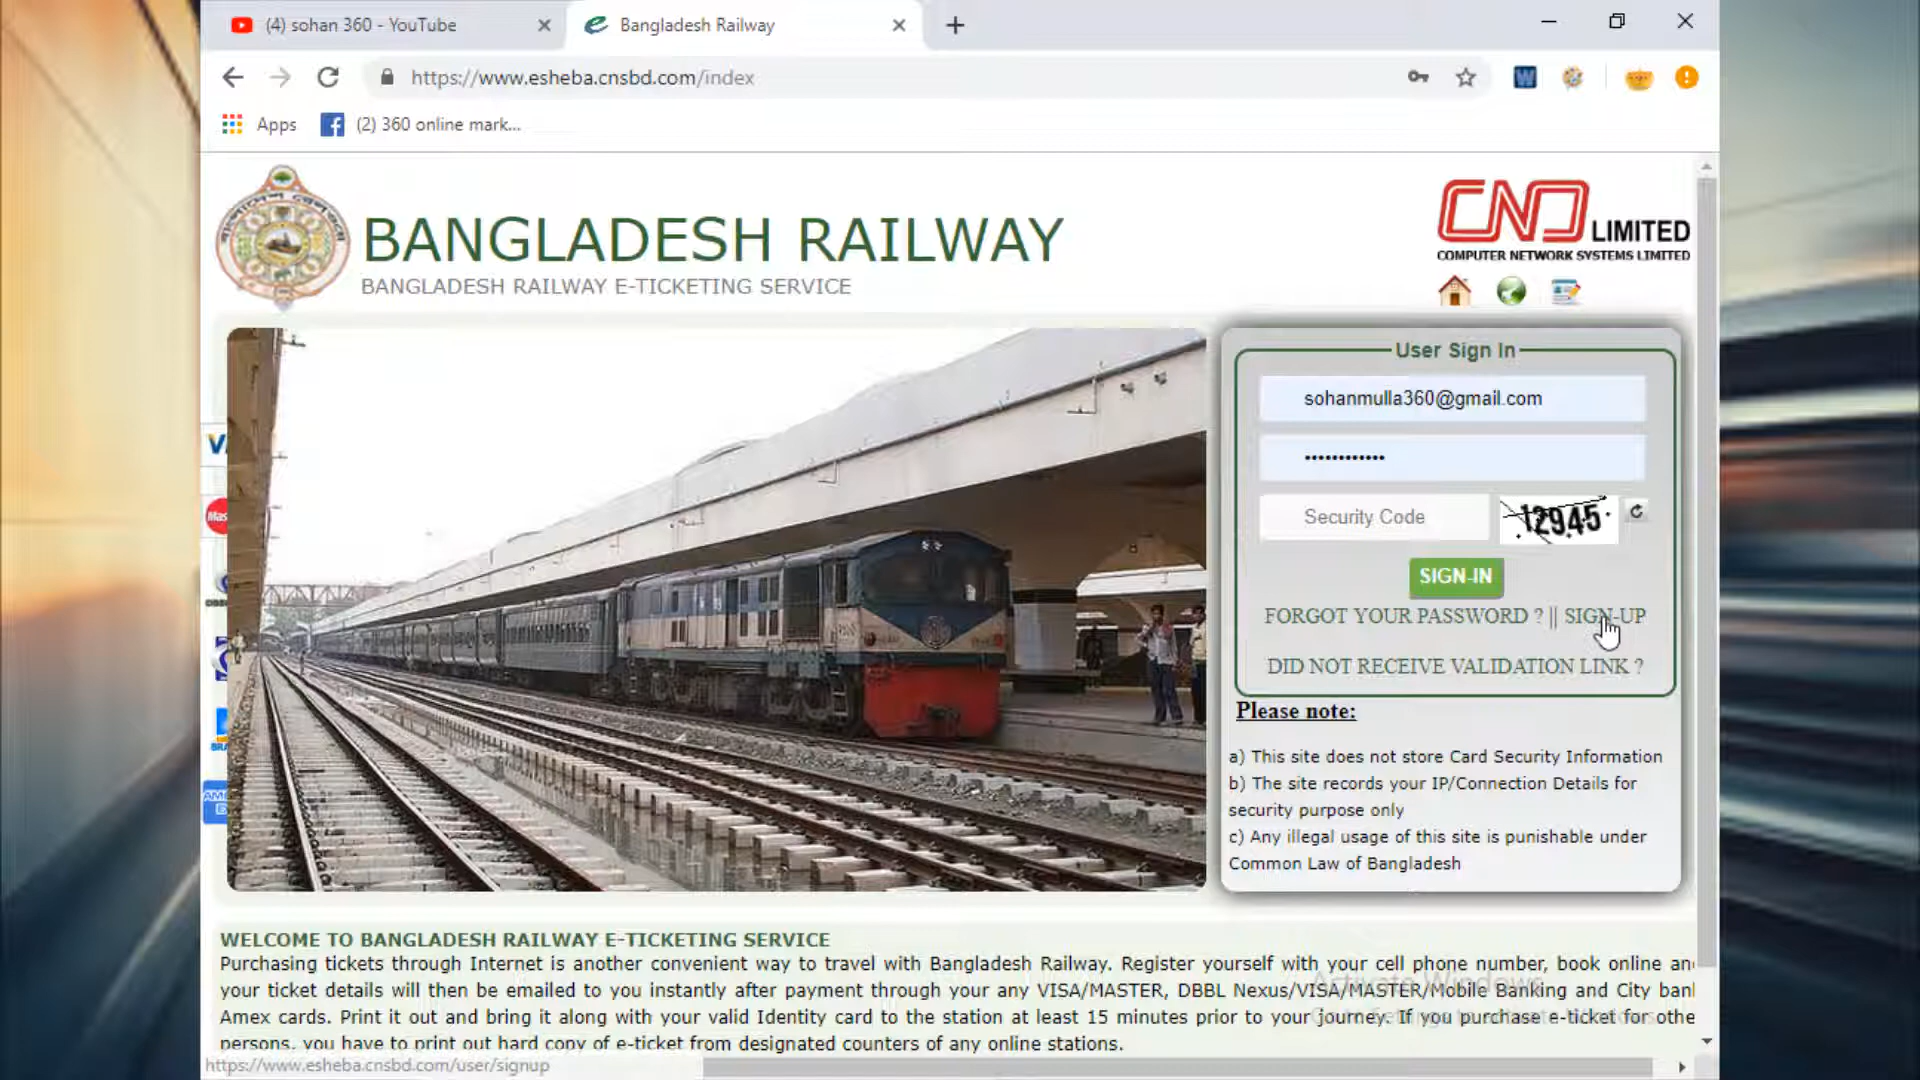 (4) sohan 360 - YouTube
Bangladesh Railway
https://www.esheba.cnsbd.com/index
Apps
(2) 360 online mark...
BANGLADESH RAILWAY
BANGLADESH RAILWAY E-TICKETING SERVICE
LIMITED
COMPUTER NETWORK SYSTEMS LIMITED
User Sign In
sohanmulla360@gmail.com
••••••••••••
Security Code
12945
SIGN-IN
FORGOT YOUR PASSWORD ? || SIGN-UP
DID NOT RECEIVE VALIDATION LINK ?
Please note:
a) This site does not store Card Security Information
b) The site records your IP/Connection Details for
security purpose only
c) Any illegal usage of this site is punishable under
Common Law of Bangladesh
WELCOME TO BANGLADESH RAILWAY E-TICKETING SERVICE
Purchasing tickets through Internet is another convenient way to travel with Bangladesh Railway. Register yourself with your cell phone number, book online an
your ticket details will then be emailed to you instantly after payment through your any VISA/MASTER, DBBL Nexus/VISA/MASTER/Mobile Banking and City ban
Amex cards. Print it out and bring it along with your valid Identity card to the station at least 15 minutes prior to your journey. If you purchase e-ticket for othe
persons, you have to print out hard copy of e-ticket from designated counters of any online stations.
Activate Windows
Go to Settings to activate Windows.
https://www.esheba.cnsbd.com/user/signup